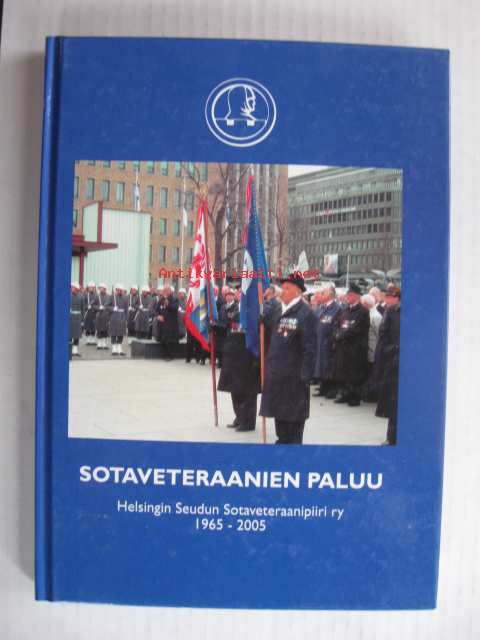 Antikvariaatti.net
SOTAVETERAANIEN PALUU
Helsingin Seudun Sotaveteraanipiiri ry
1965 - 2005